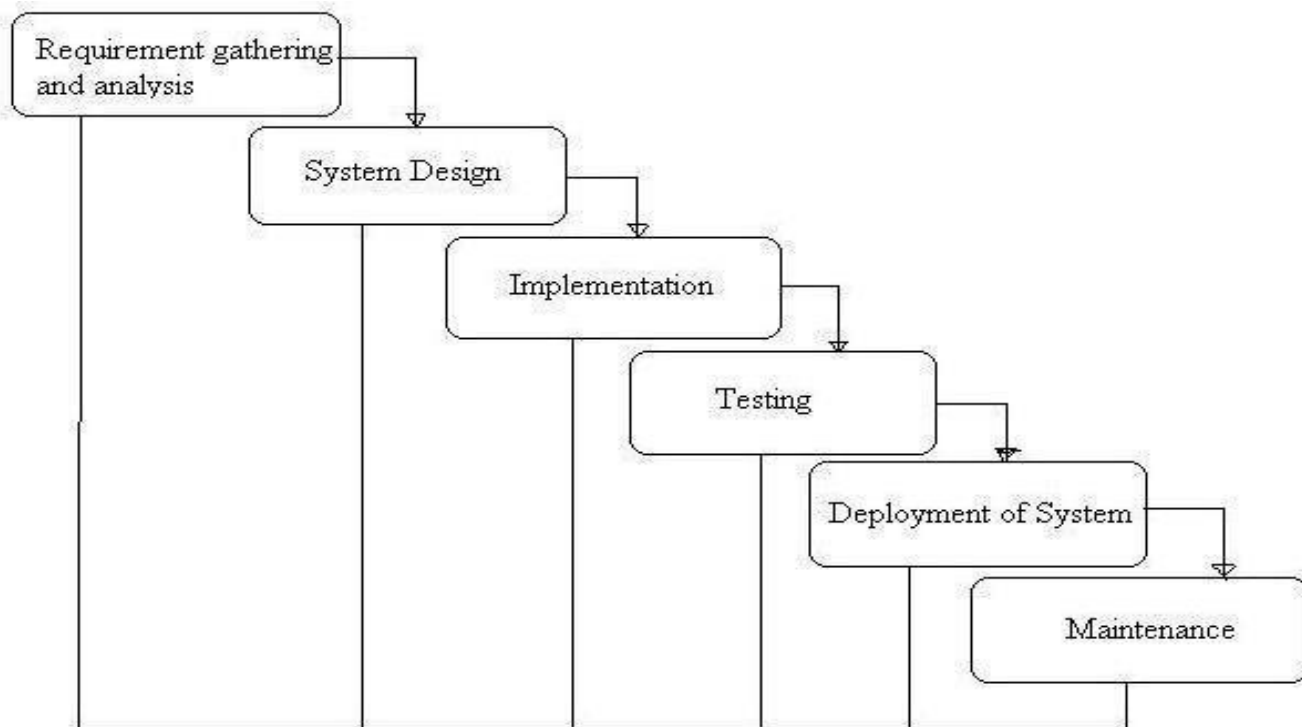 Requirement gathering
and analysis
System Design
Implementation
Testing
Deployment of System
Maintenance